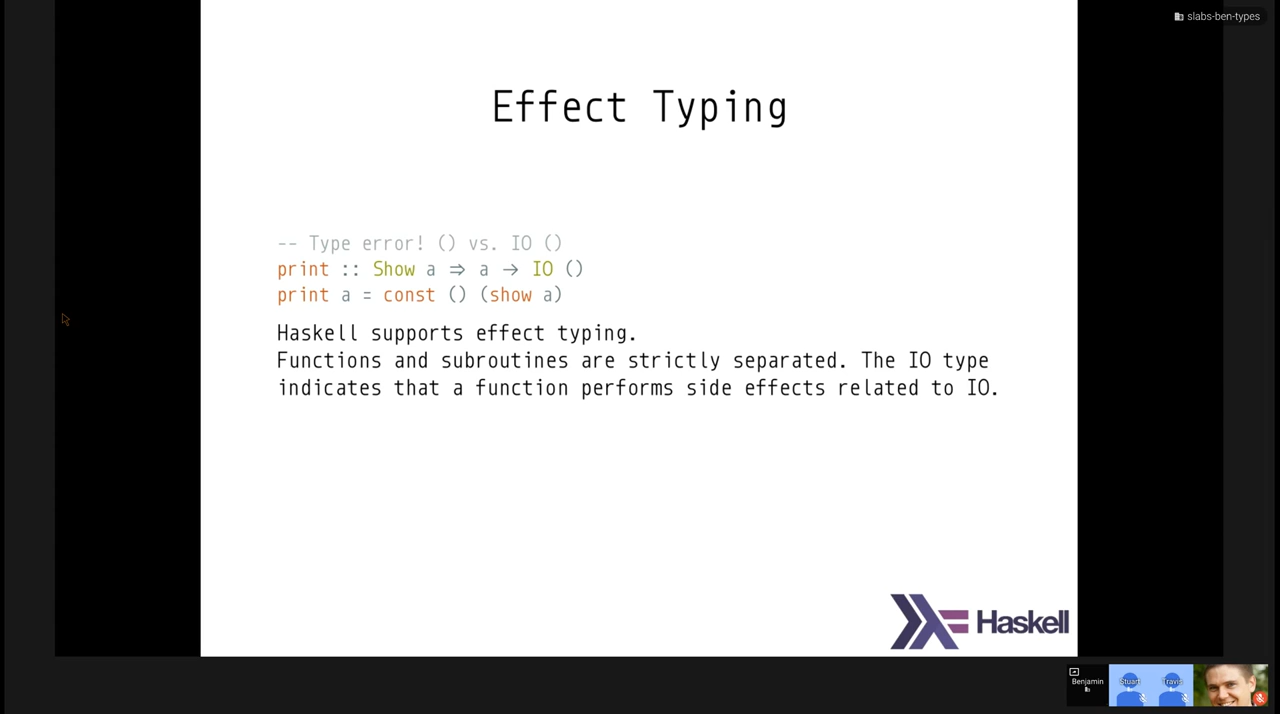 slabs-ben-types
Effect Typing
-- Type error! () vs. IO ()
print :: Show a ⇒ a → IO ()
print a = const () (show a)
Haskell supports effect typing.
Functions and subroutines are strictly separated. The IO type
indicates that a function performs side effects related to IO.
Haskell
Benjamin
Stuart
Travis